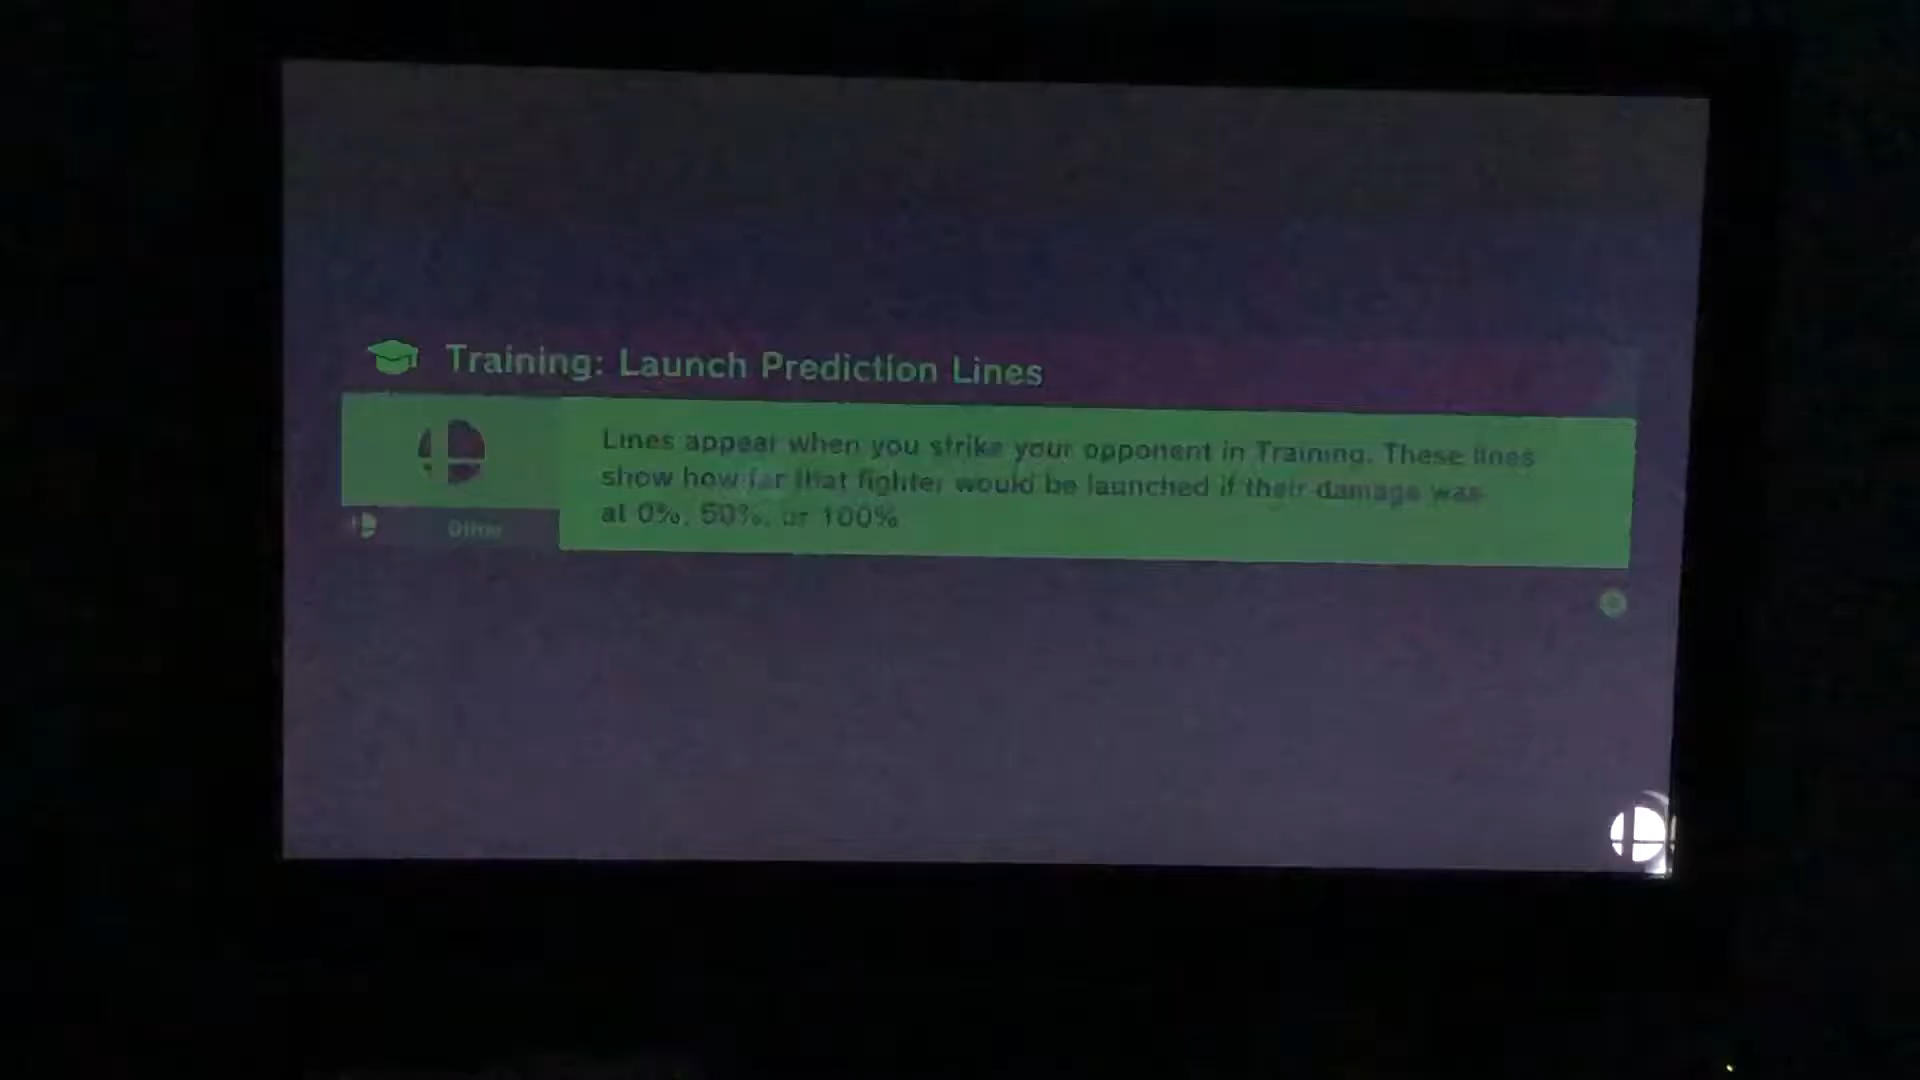 Training: Launch Prediction Lines
Lines appear when you strike your opponent in Training. These lines
show how far that fighter would be launched if their damage was
at 0%, 50%, or 100%
Other